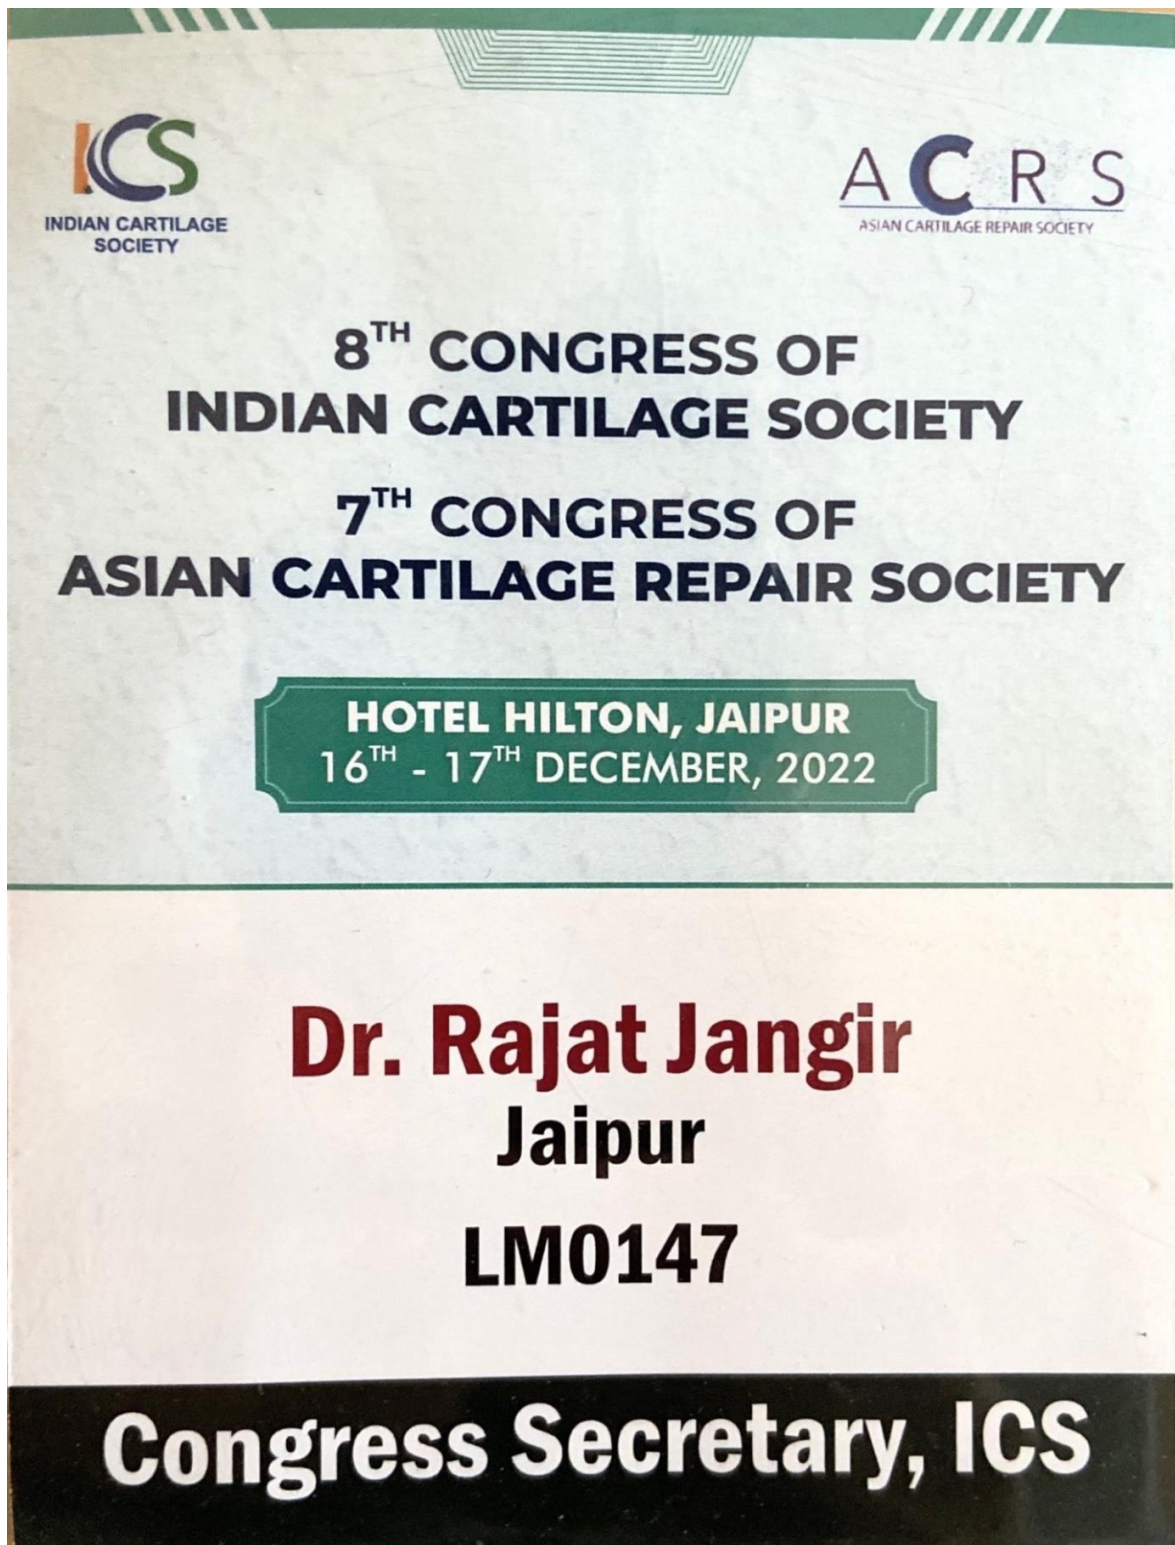 ICS
INDIAN CARTILAGE
SOCIETY
A C R S
ASIAN CARTILAGE REPAIR SOCIETY
8TH CONGRESS OF
INDIAN CARTILAGE SOCIETY
7TH CONGRESS OF
ASIAN CARTILAGE REPAIR SOCIETY
HOTEL HILTON, JAIPUR
16TH - 17TH DECEMBER, 2022
Dr. Rajat Jangir
Jaipur
LM0147
Congress Secretary, ICS